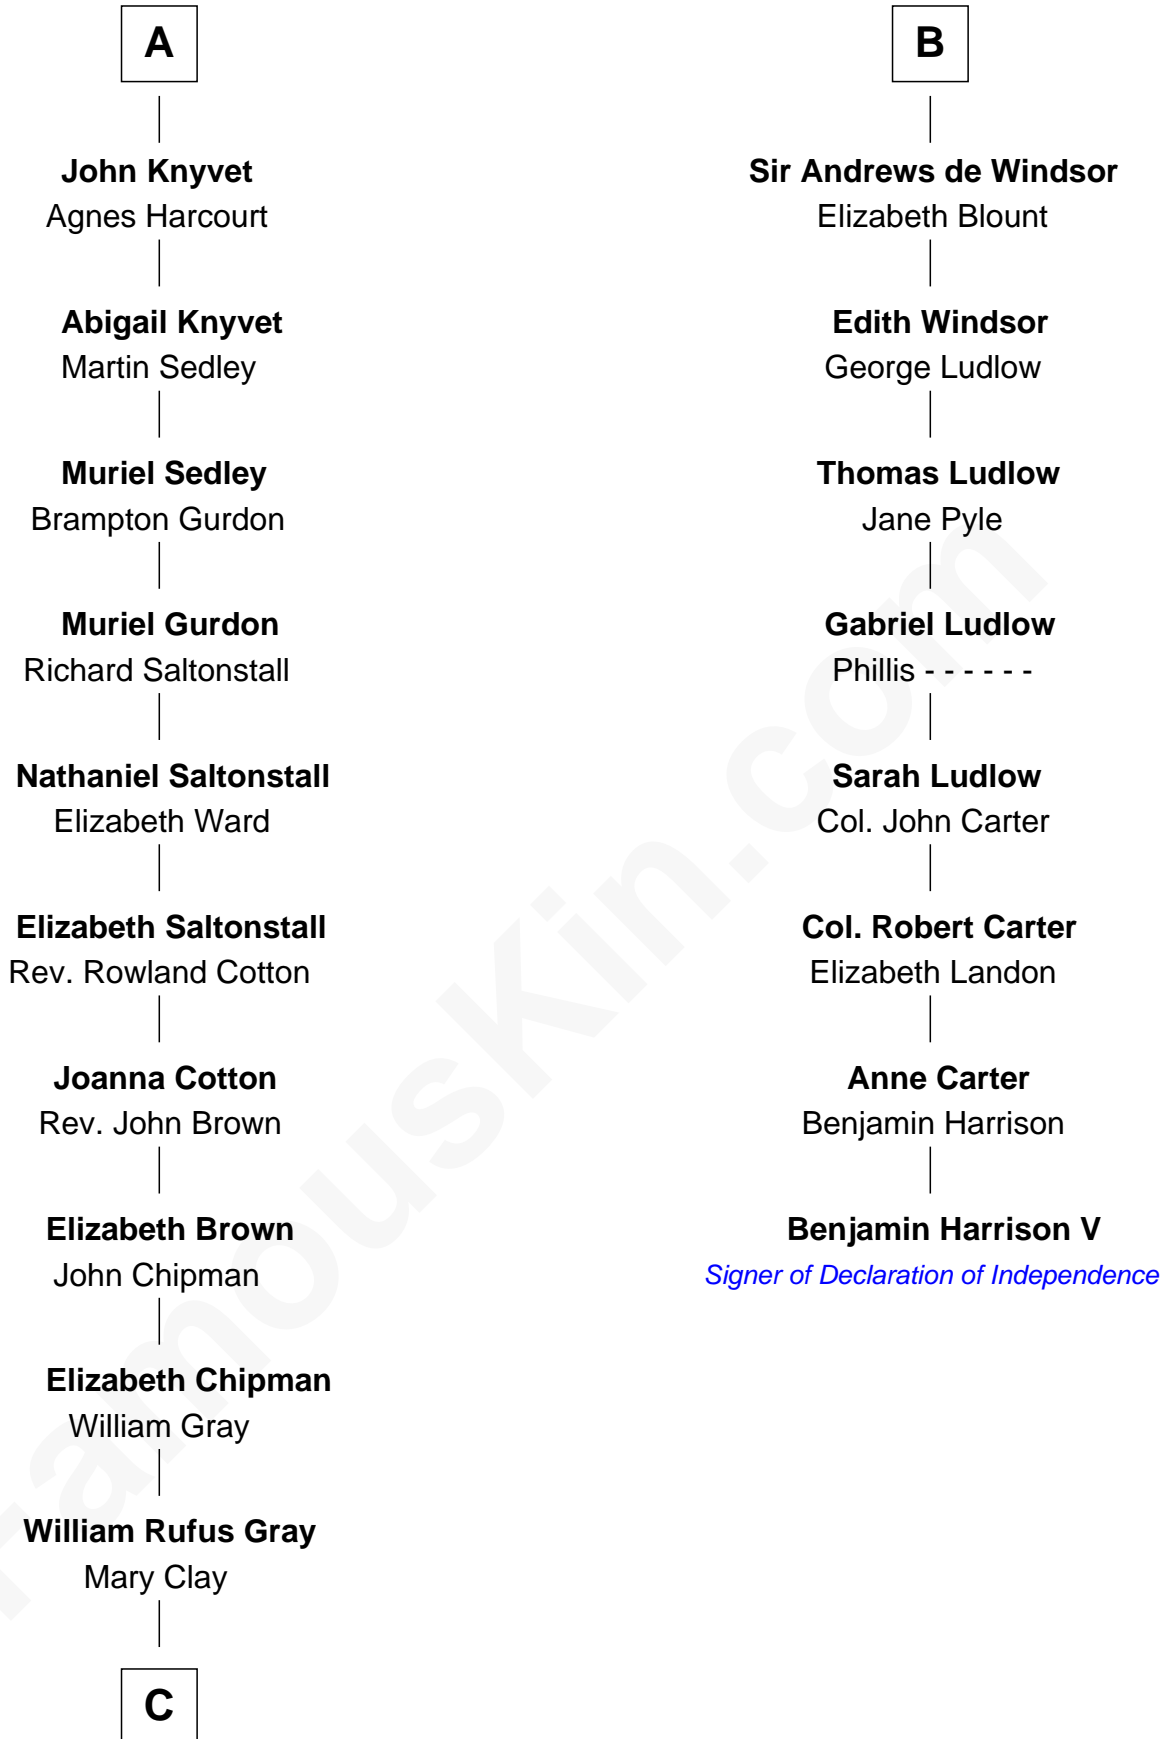 A
John Knyvet
Agnes Harcourt
Abigail Knyvet
Martin Sedley
Muriel Sedley
Brampton Gurdon
Muriel Gurdon
Richard Saltonstall
Nathaniel Saltonstall
Elizabeth Ward
Elizabeth Saltonstall
Rev. Rowland Cotton
Joanna Cotton
Rev. John Brown
Elizabeth Brown
John Chipman
Elizabeth Chipman
William Gray
William Rufus Gray
Mary Clay
C
B
Sir Andrews de Windsor
Elizabeth Blount
Edith Windsor
George Ludlow
Thomas Ludlow
Jane Pyle
Gabriel Ludlow
Phillis - - - - - -
Sarah Ludlow
Col. John Carter
Col. Robert Carter
Elizabeth Landon
Anne Carter
Benjamin Harrison
Benjamin Harrison V
Signer of Declaration of Independence
FamousKin.com